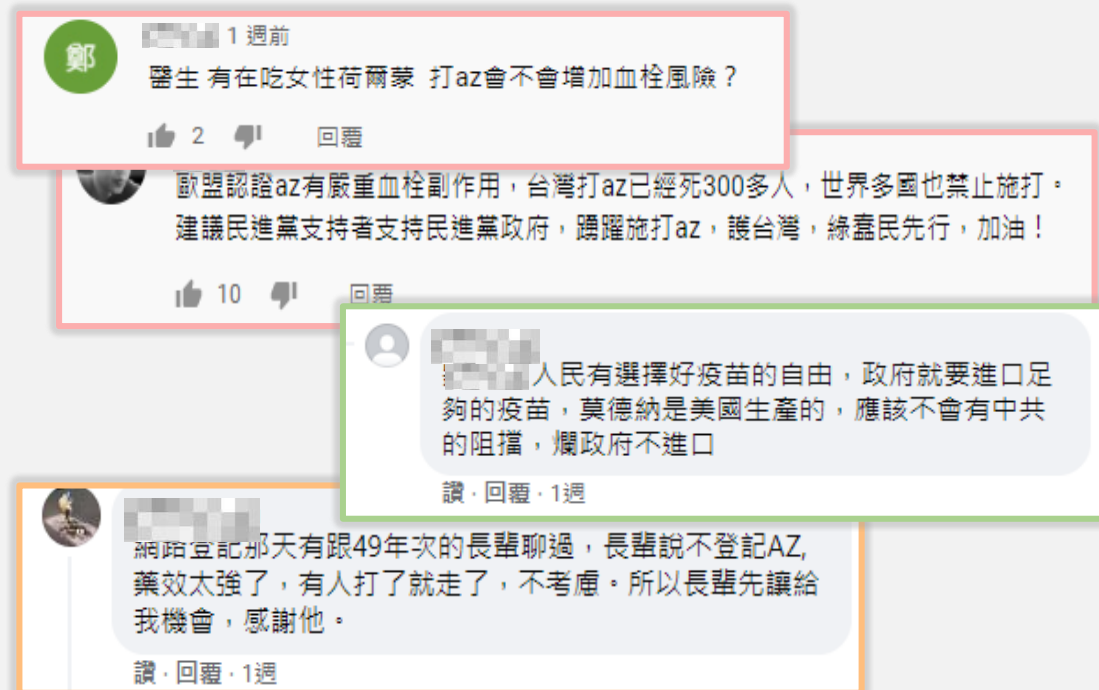 鄭
1 週前
醫生 有在吃女性荷爾蒙 打az會不會增加血栓風險？
2 回覆
歐盟認證az有嚴重血栓副作用，台灣打az已經死300多人，世界多國也禁止施打。
建議民進黨支持者支持民進黨政府，踴躍施打az，護台灣，綠蠹民先行，加油！
10 回覆
人民有選擇好疫苗的自由，政府就要進口足
夠的疫苗，莫德納是美國生產的，應該不會有中共
的阻擋，爛政府不進口
讚 · 回覆 · 1週
網路登記那天有跟49年次的長輩聊過，長輩說不登記AZ,
藥效太強了，有人打了就走了，不考慮。所以長輩先讓給
我機會，感謝他。
讚 · 回覆 · 1週